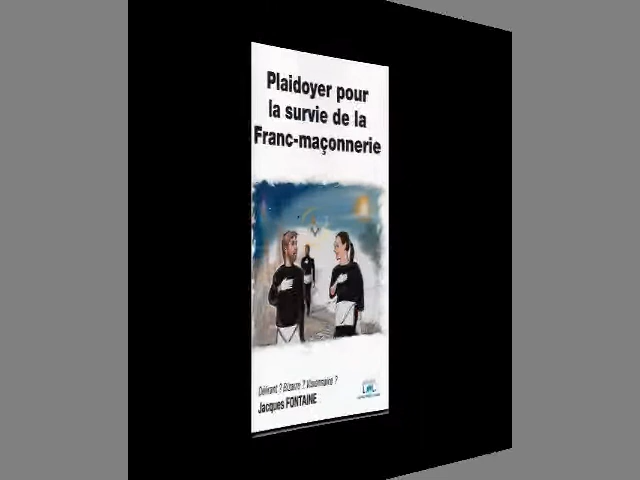 Plaidoyer pour
la survie de la
Franc-maçonnerie
Délirant ? Bizarre ? Visionnaire ?
Jacques FONTAINE